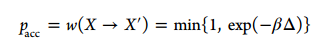 p_acc = w(X → X′) = min{1, exp(−βΔ)}